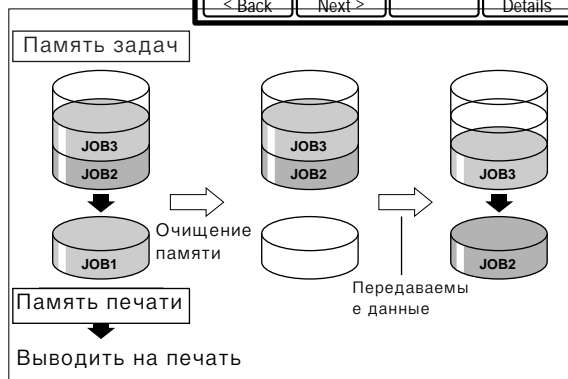 < Back Next > Details
Память задач
JOB3 JOB3
JOB2 JOB2 JOB3
Очищение
памяти
JOB1 JOB2
Передаваемы
е данные
Память печати
Выводить на печать